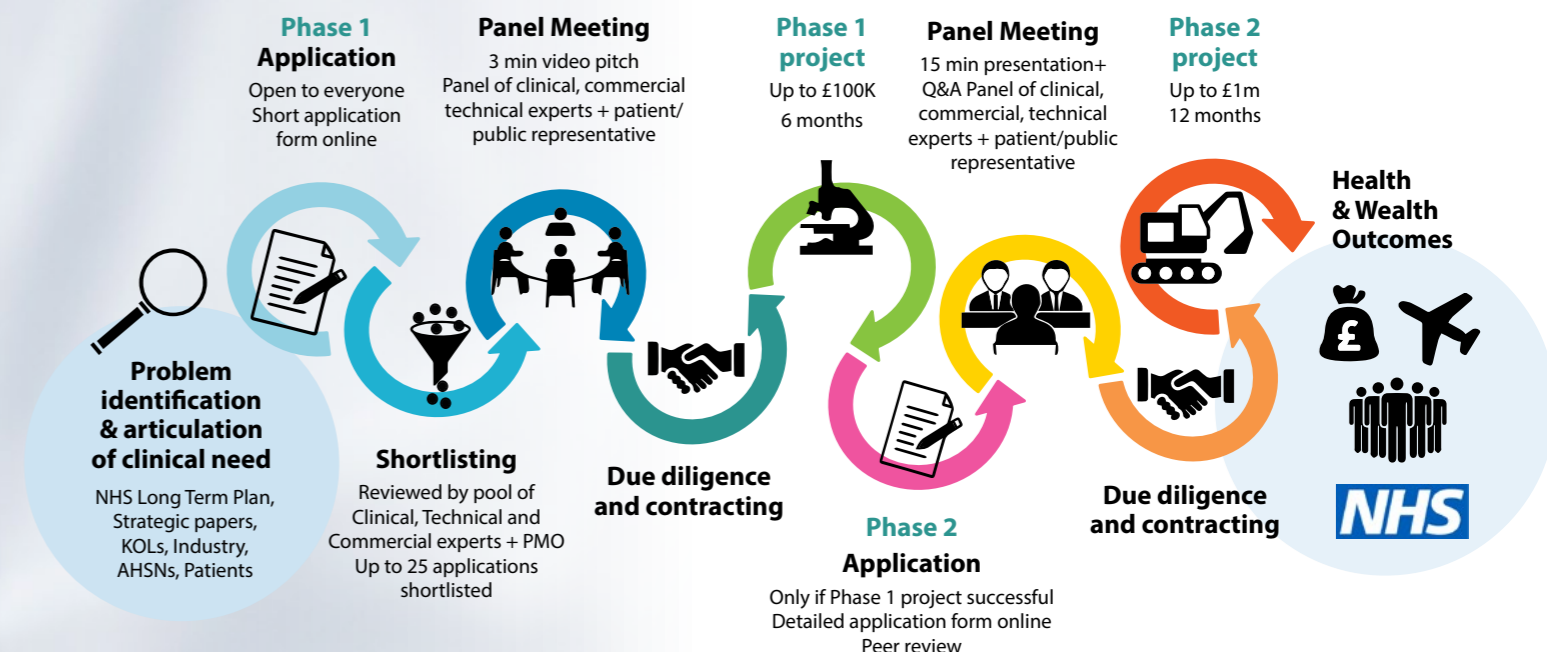 Problem
identification
& articulation
of clinical need
NHS Long Term Plan,
Strategic papers,
KOLs, Industry,
AHSNs, Patients
Phase 1
Application
Open to everyone
Short application
form online
Shortlisting
Reviewed by pool of
Clinical, Technical and
Commercial experts + PMO
Up to 25 applications
shortlisted
Panel Meeting
3 min video pitch
Panel of clinical, commercial
technical experts + patient/
public representative
Due diligence
and contracting
Phase 1
project
Up to £100K
6 months
Phase 2
Application
Only if Phase 1 project successful
Detailed application form online
Peer review
Panel Meeting
15 min presentation+
Q&A Panel of clinical,
commercial, technical
experts + patient/public
representative
Due diligence
and contracting
Phase 2
project
Up to £1m
12 months
Health
& Wealth
Outcomes
£
NHS